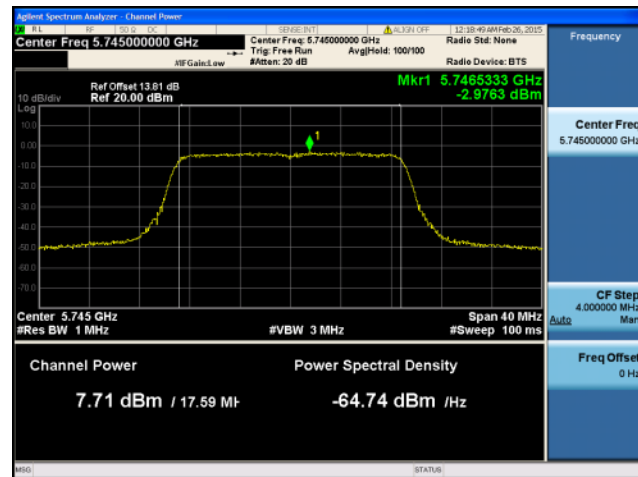 Agilent Spectrum Analyzer - Channel Power
RL RF 50 Ω DC SENSE:INT ALIGN OFF 12:18:49 AM Feb 26, 2015
Center Freq 5.745000000 GHz
Center Freq: 5.745000000 GHz Radio Std: None
Trig: Free Run Avg|Hold: 100/100
#IFGain:Low #Atten: 20 dB Radio Device: BTS
Frequency
Ref Offset 13.81 dB Mkr1 5.7465333 GHz
10 dB/div Ref 20.00 dBm -2.9763 dBm
Log
10.0
0.00
-10.0
-20.0
-30.0
-40.0
-50.0
-60.0
-70.0
1
Center Freq
5.745000000 GHz
Center 5.745 GHz Span 40 MHz
#Res BW 1 MHz #VBW 3 MHz #Sweep 100 ms
CF Step
4.000000 MHz
Auto Man
Channel Power Power Spectral Density
7.71 dBm / 17.59 MH -64.74 dBm /Hz
Freq Offset
0 Hz
MSG STATUS